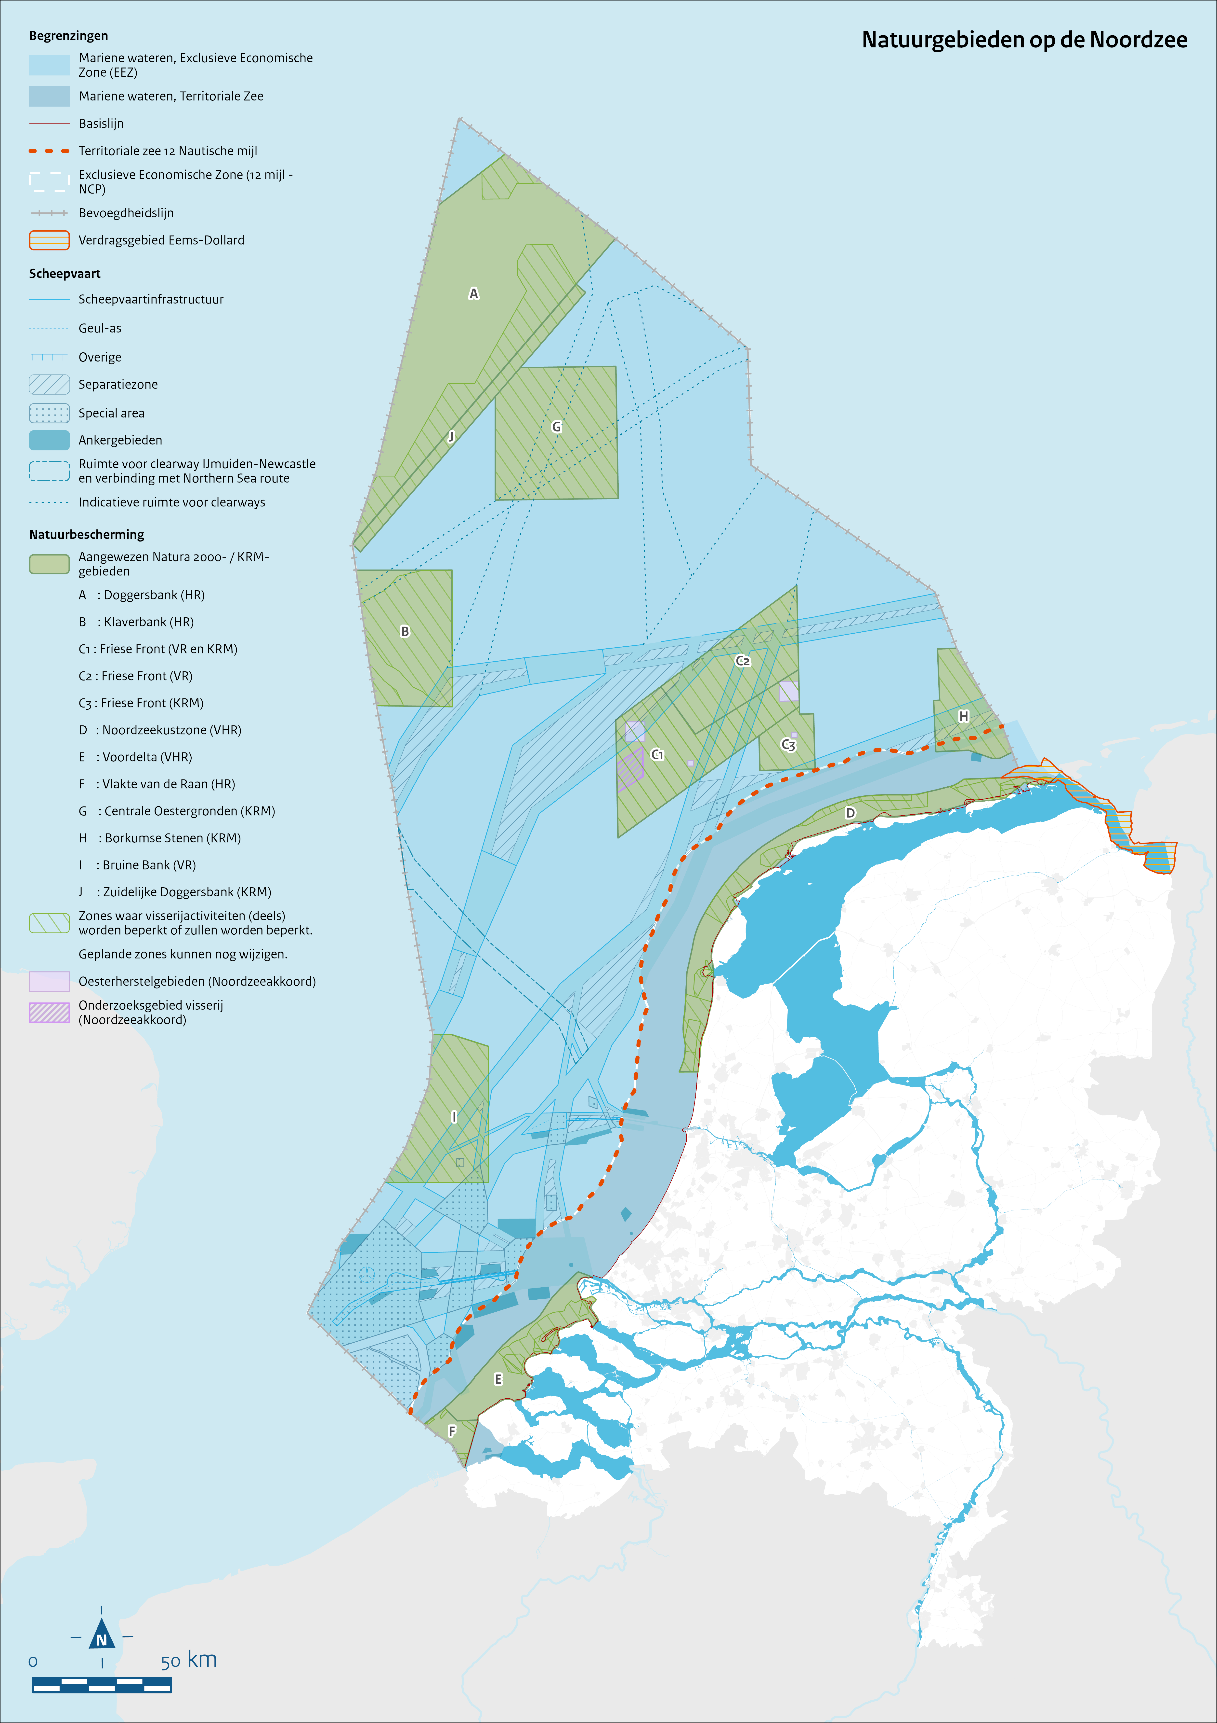 Natuurgebieden op de Noordzee
Begrenzingen
Mariene wateren, Exclusieve Economische
Zone (EEZ)
Mariene wateren, Territoriale Zee
Basislijn
Territoriale zee 12 Nautische mijl
Exclusieve Economische Zone (12 mijl -
NCP)
Bevoegdheidslijn
Verdragsgebied Eems-Dollard
Scheepvaart
Scheepvaartinfrastructuur
Geul-as
Overige
Separatiezone
Special area
Ankergebieden
Ruimte voor clearway IJmuiden-Newcastle
en verbinding met Northern Sea route
Indicatieve ruimte voor clearways
Natuurbescherming
Aangewezen Natura 2000- / KRM-
gebieden
A : Doggersbank (HR)
B : Klaverbank (HR)
C1 : Friese Front (VR en KRM)
C2 : Friese Front (VR)
C3 : Friese Front (KRM)
D : Noordzeekustzone (VHR)
E : Voordelta (VHR)
F : Vlakte van de Raan (HR)
G : Centrale Oestergronden (KRM)
H : Borkumse Stenen (KRM)
I : Bruine Bank (VR)
J : Zuidelijke Doggersbank (KRM)
Zones waar visserijactiviteiten (deels)
worden beperkt of zullen worden beperkt.
Geplande zones kunnen nog wijzigen.
Oesterherstelgebieden (Noordzeeakkoord)
Onderzoeksgebied visserij
(Noordzeeakkoord)
A
J
G
B
C2
H
C3
C1
D
I
E
F
N
0 50 km